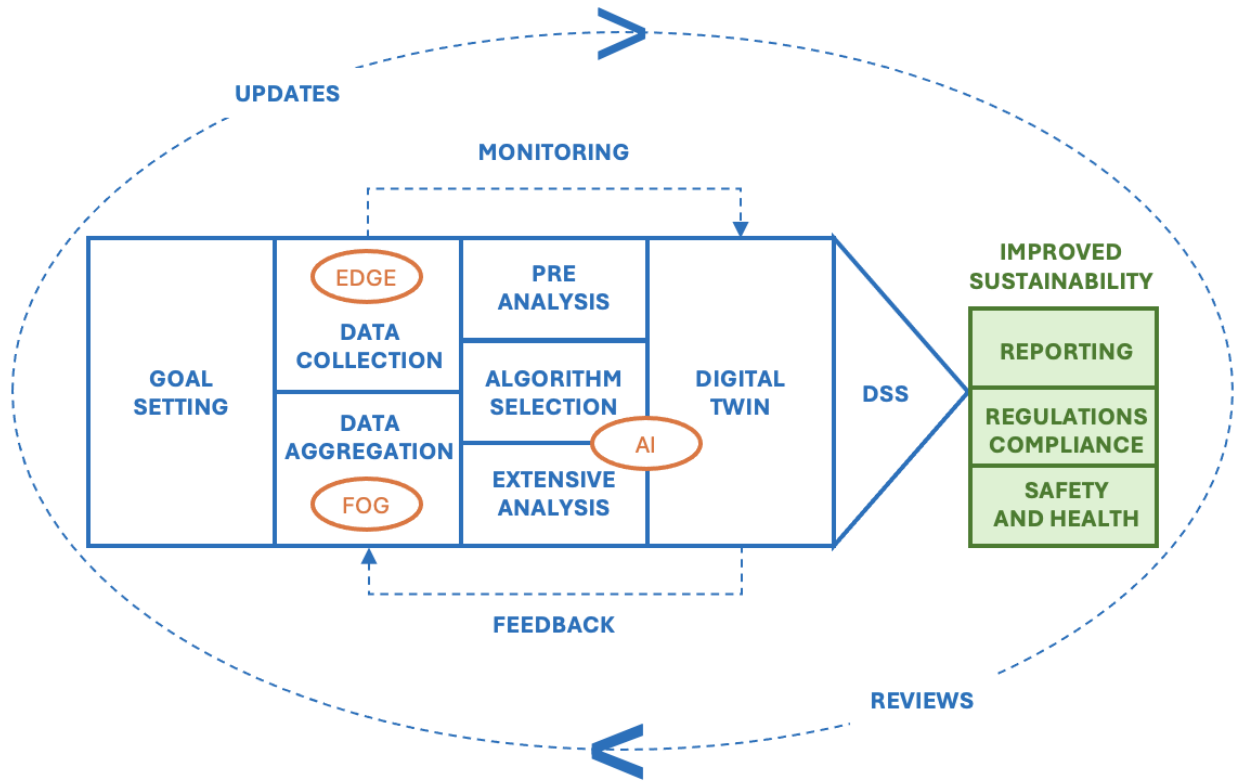 UPDATES
MONITORING
GOAL
SETTING
EDGE
DATA
COLLECTION
DATA
AGGREGATION
FOG
PRE
ANALYSIS
ALGORITHM
SELECTION
AI
EXTENSIVE
ANALYSIS
DIGITAL
TWIN
DSS
IMPROVED
SUSTAINABILITY
REPORTING
REGULATIONS
COMPLIANCE
SAFETY
AND HEALTH
FEEDBACK
REVIEWS